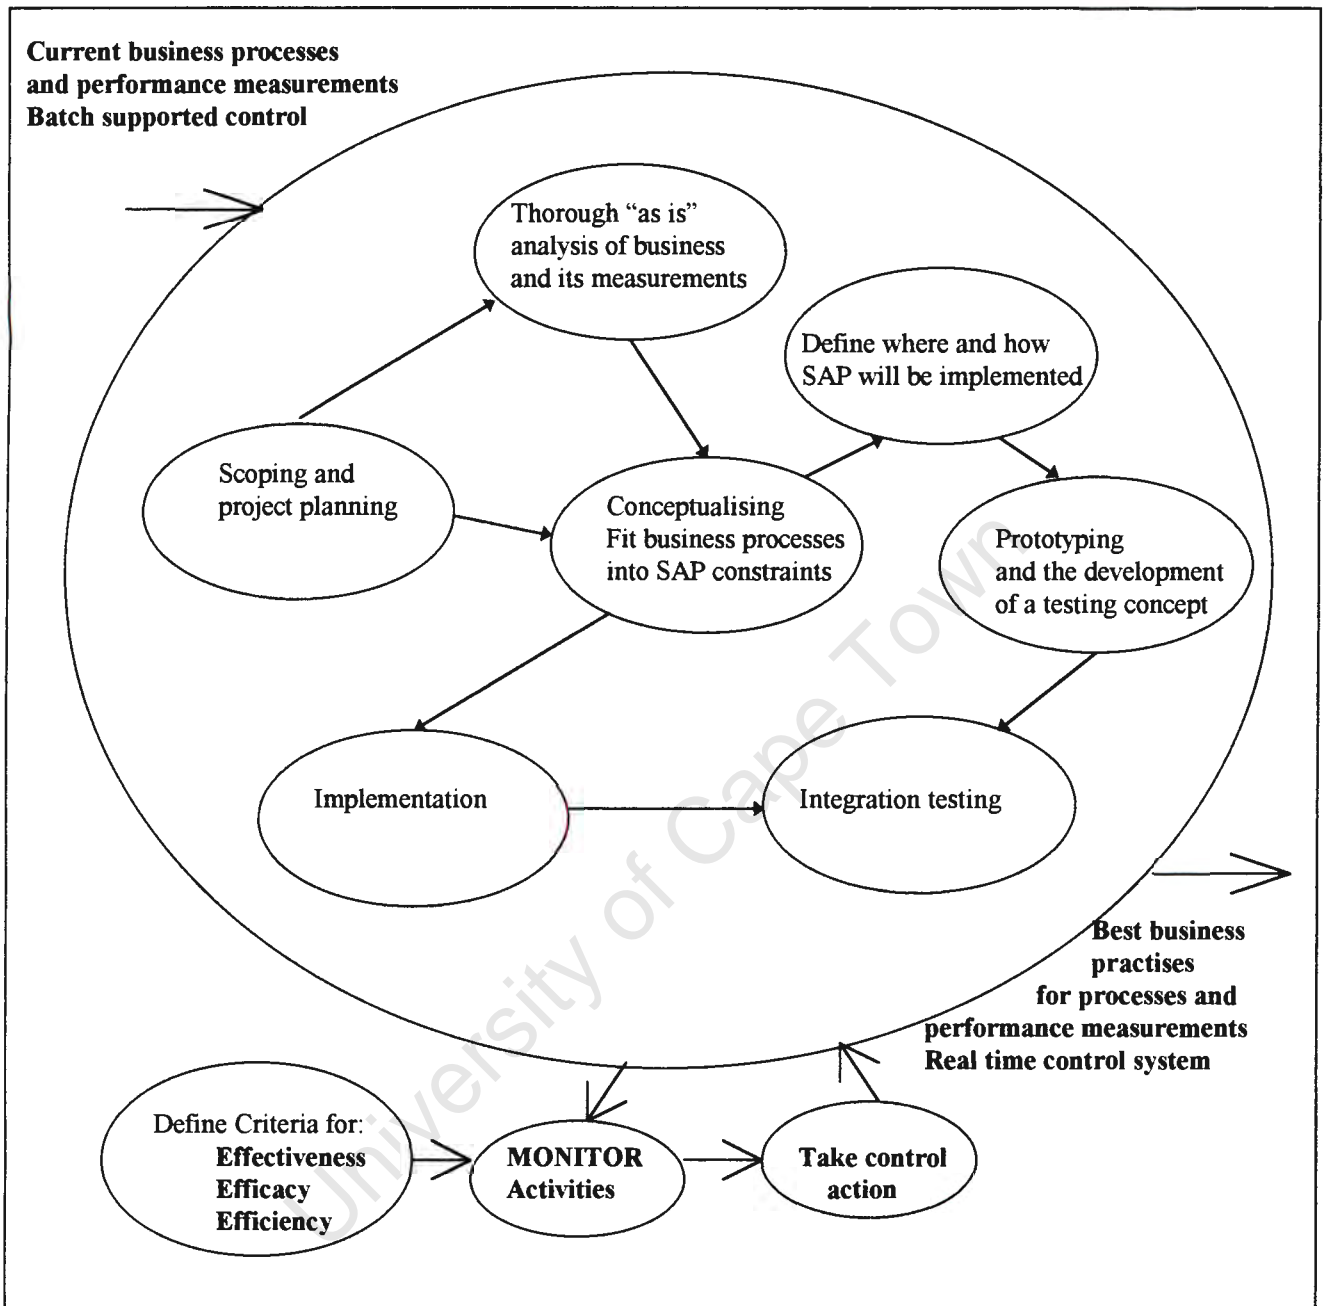 Current business processes
and performance measurements
Batch supported control
Thorough “as is”
analysis of business
and its measurements
Define where and how
SAP will be implemented
Scoping and
project planning
Conceptualising
Fit business processes
into SAP constraints
Prototyping
and the development
of a testing concept
Implementation
Integration testing
Best business
practises
for processes and
performance measurements
Real time control system
Define Criteria for:
Effectiveness
Efficacy
Efficiency
MONITOR
Activities
Take control
action
University of Cape Town